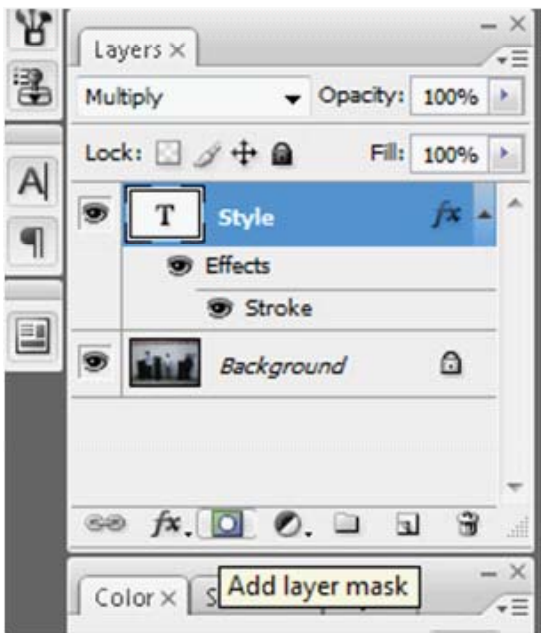 Layers ×
Multiply Opacity: 100%
Lock: Fill: 100%
A
¶
T Style fx
Effects
Stroke
Background
fx.
Add layer mask
Color × S